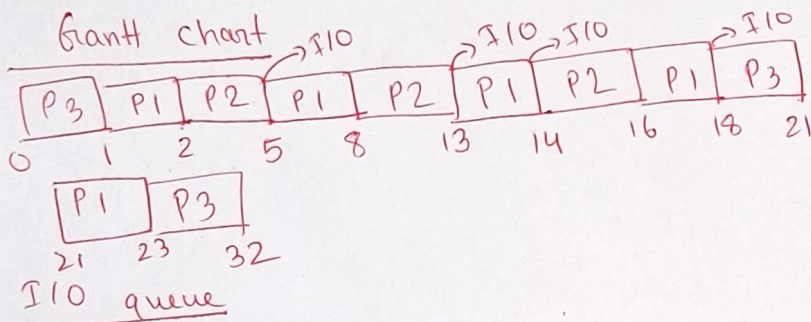 Gantt chart
I/O I/O I/O I/O
P3 P1 P2 P1 P2 P1 P2 P1 P3
0 1 2 5 8 13 14 16 18 21
P1 P3
21 23 32
I/O queue